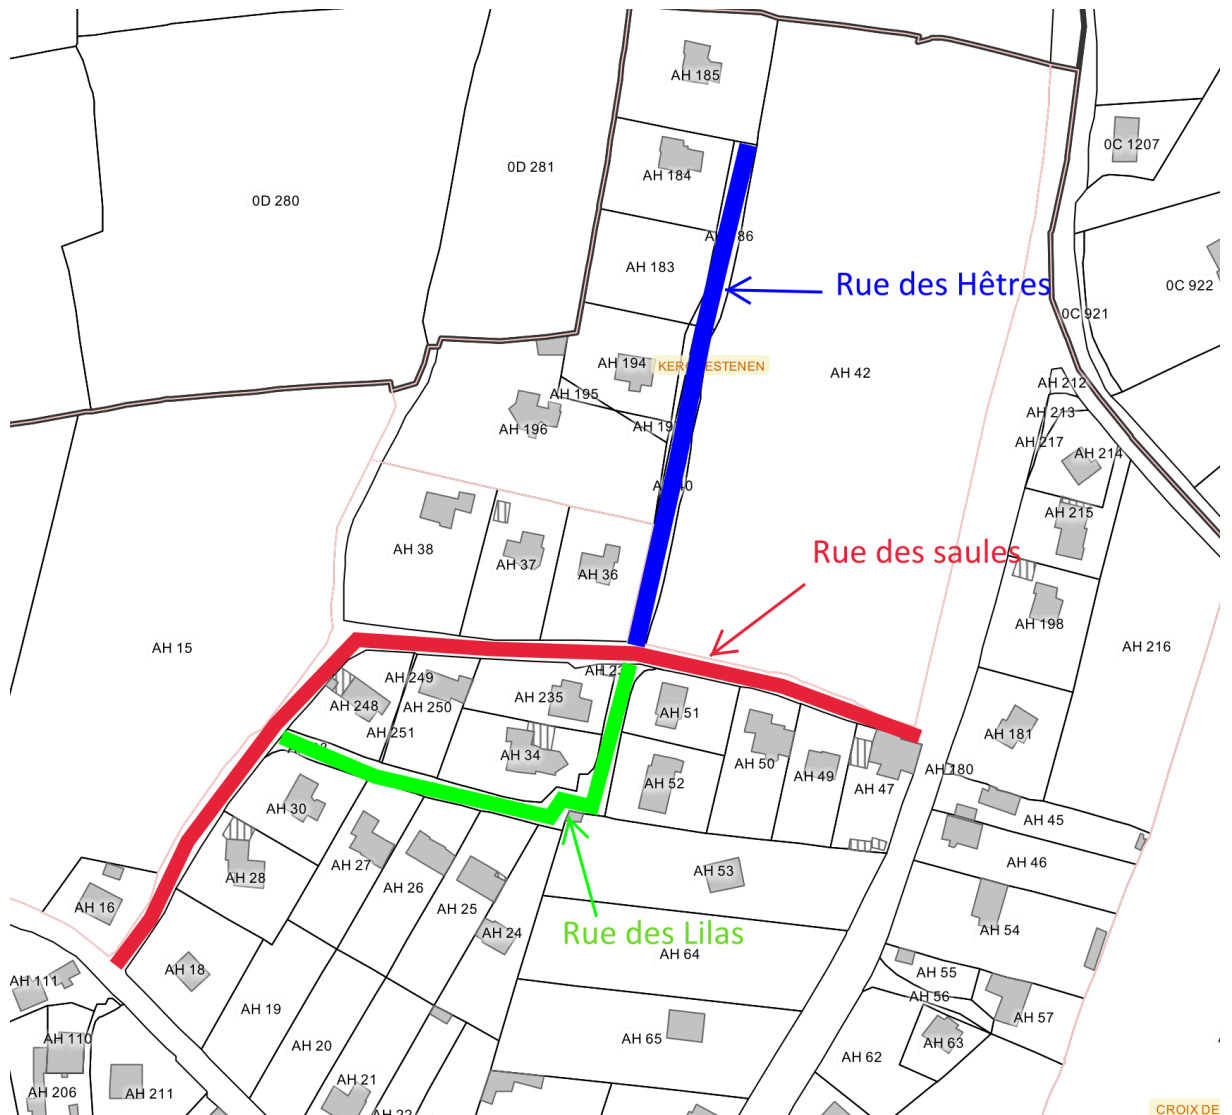 AH 185
0C 1207
0D 281
AH 184
0D 280
AH 183
Rue des Hêtres
0C 922
0C 921
AH 194
AH 42
AH 212
AH 195
AH 213
AH 196
AH 217
AH 214
AH 215
AH 38
Rue des saules
AH 37
AH 36
AH 198
AH 15
AH 216
AH 249
AH 235
AH 248
AH 250
AH 51
AH 251
AH 181
AH 34
AH 50
AH 180
AH 52
AH 49
AH 47
AH 30
AH 45
AH 27
AH 46
AH 28
AH 26
AH 53
AH 16
AH 25
AH 24
Rue des Lilas
AH 54
AH 64
AH 18
AH 55
AH 111
AH 56
AH 19
AH 57
AH 110
AH 65
AH 63
AH 20
AH 62
AH 21
AH 206
AH 211
AH 22
CROIX DE